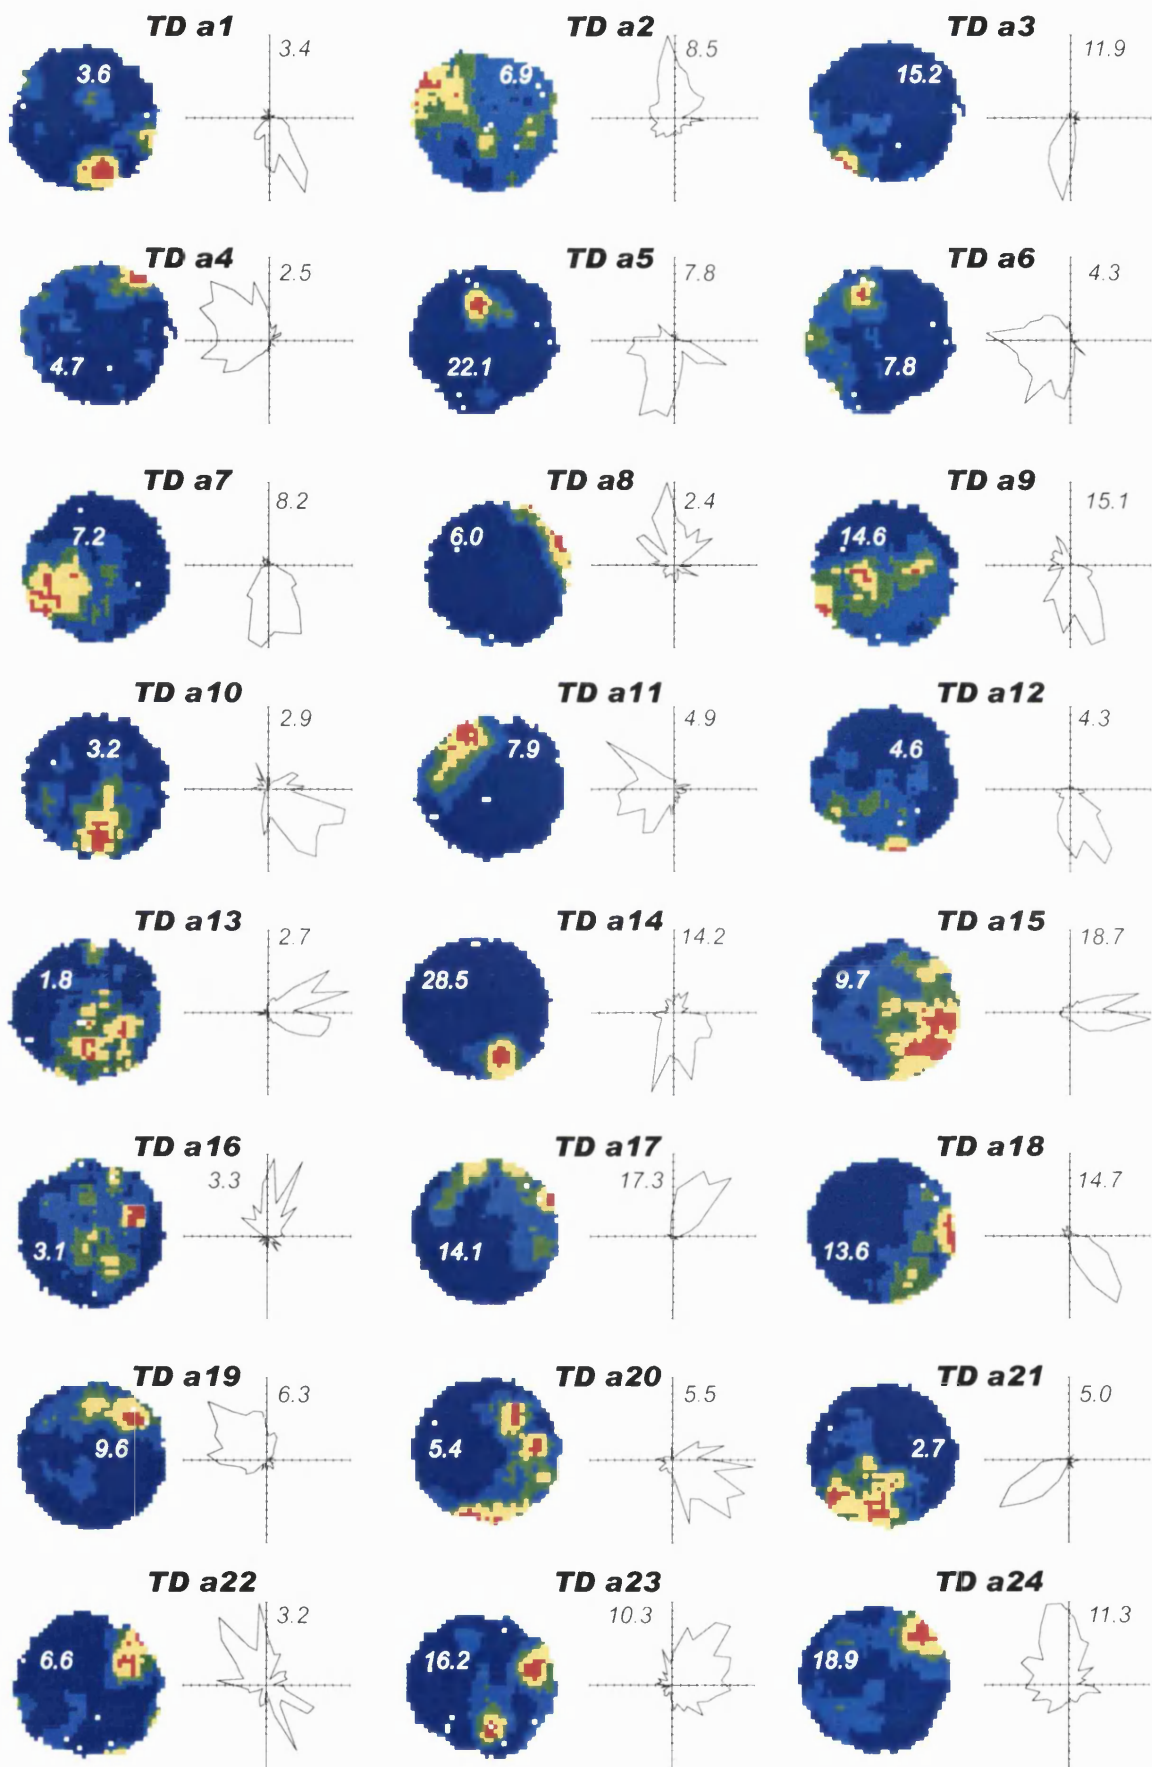 TD a1 TD a2 TD a3
3.6 3.4 6.9 8.5 15.2 11.9
TD a4 TD a5 TD a6
4.7 2.5 22.1 7.8 7.8 4.3
TD a7 TD a8 TD a9
7.2 8.2 6.0 2.4 14.6 15.1
TD a10 TD a11 TD a12
3.2 2.9 7.9 4.9 4.6 4.3
TD a13 TD a14 TD a15
1.8 2.7 28.5 14.2 9.7 18.7
TD a16 TD a17 TD a18
3.1 3.3 14.1 17.3 13.6 14.7
TD a19 TD a20 TD a21
9.6 6.3 5.4 5.5 2.7 5.0
TD a22 TD a23 TD a24
6.6 3.2 16.2 10.3 18.9 11.3